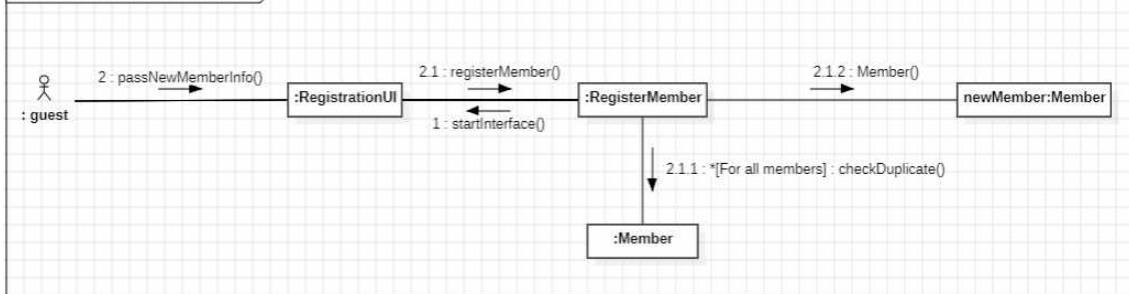 2 : passNewMemberInfo()
2.1 : registerMember()
2.1.2 : Member()
: guest
:RegistrationUI
:RegisterMember
newMember:Member
1 : startInterface()
2.1.1 : *[For all members] : checkDuplicate()
:Member